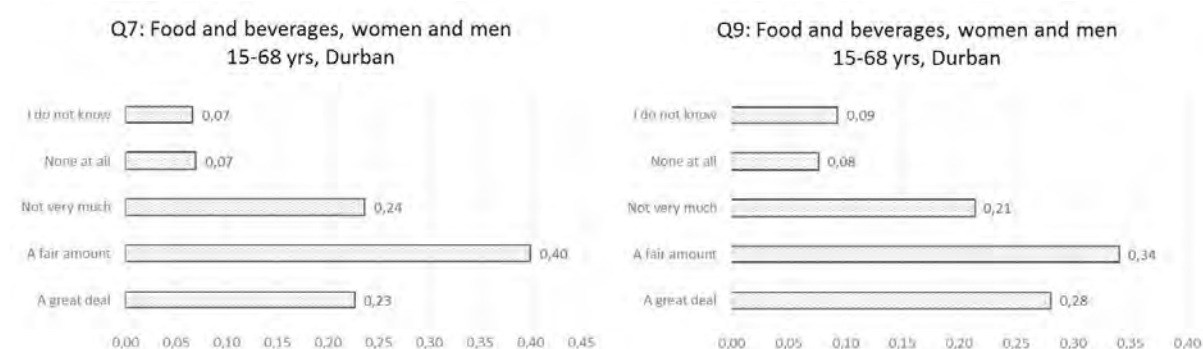 Q7: Food and beverages, women and men
15-68 yrs, Durban
I do not know 0,07
None at all 0,07
Not very much 0,24
A fair amount 0,40
A great deal 0,23
0,00 0,05 0,10 0,15 0,20 0,25 0,30 0,35 0,40 0,45
Q9: Food and beverages, women and men
15-68 yrs, Durban
I do not know 0,09
None at all 0,08
Not very much 0,21
A fair amount 0,34
A great deal 0,28
0,00 0,05 0,10 0,15 0,20 0,25 0,30 0,35 0,40